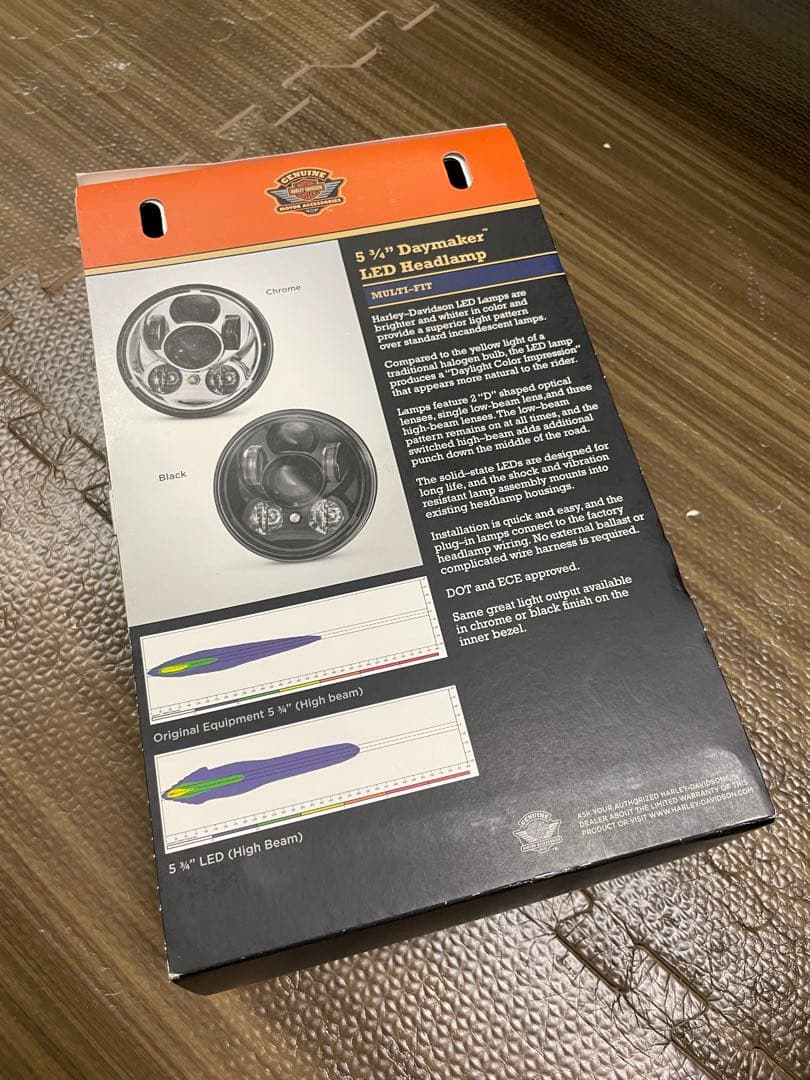 GENUINE
MOTOR
HARLEY-DAVIDSON
CYCLES
MOTOR ACCESSORIES
5 ¾” Daymaker™
LED Headlamp
MULTI–FIT
Chrome
Black
Harley–Davidson LED Lamps are
brighter and whiter in color and
provide a superior light pattern
over standard incandescent lamps.
Compared to the yellow light of a
traditional halogen bulb, the LED lamp
produces a "Daylight Color Impression"
that appears more natural to the rider.
Lamps feature 2 "D" shaped optical
lenses, single low-beam lens,and three
high-beam lenses. The low–beam
pattern remains on at all times, and the
switched high–beam adds additional
punch down the middle of the road.
The solid–state LEDs are designed for
long life, and the shock and vibration
resistant lamp assembly mounts into
existing headlamp housings.
Installation is quick and easy, and the
plug–in lamps connect to the factory
headlamp wiring. No external ballast or
complicated wire harness is required.
DOT and ECE approved.
Same great light output available
in chrome or black finish on the
inner bezel.
Original Equipment 5 ¾” (High beam)
5 ¾” LED (High Beam)
GENUINE
MOTOR ACCESSORIES
ASK YOUR AUTHORIZED HARLEY-DAVIDSON®
DEALER ABOUT THE LIMITED WARRANTY OF THIS
PRODUCT OR VISIT WWW.HARLEY-DAVIDSON.COM